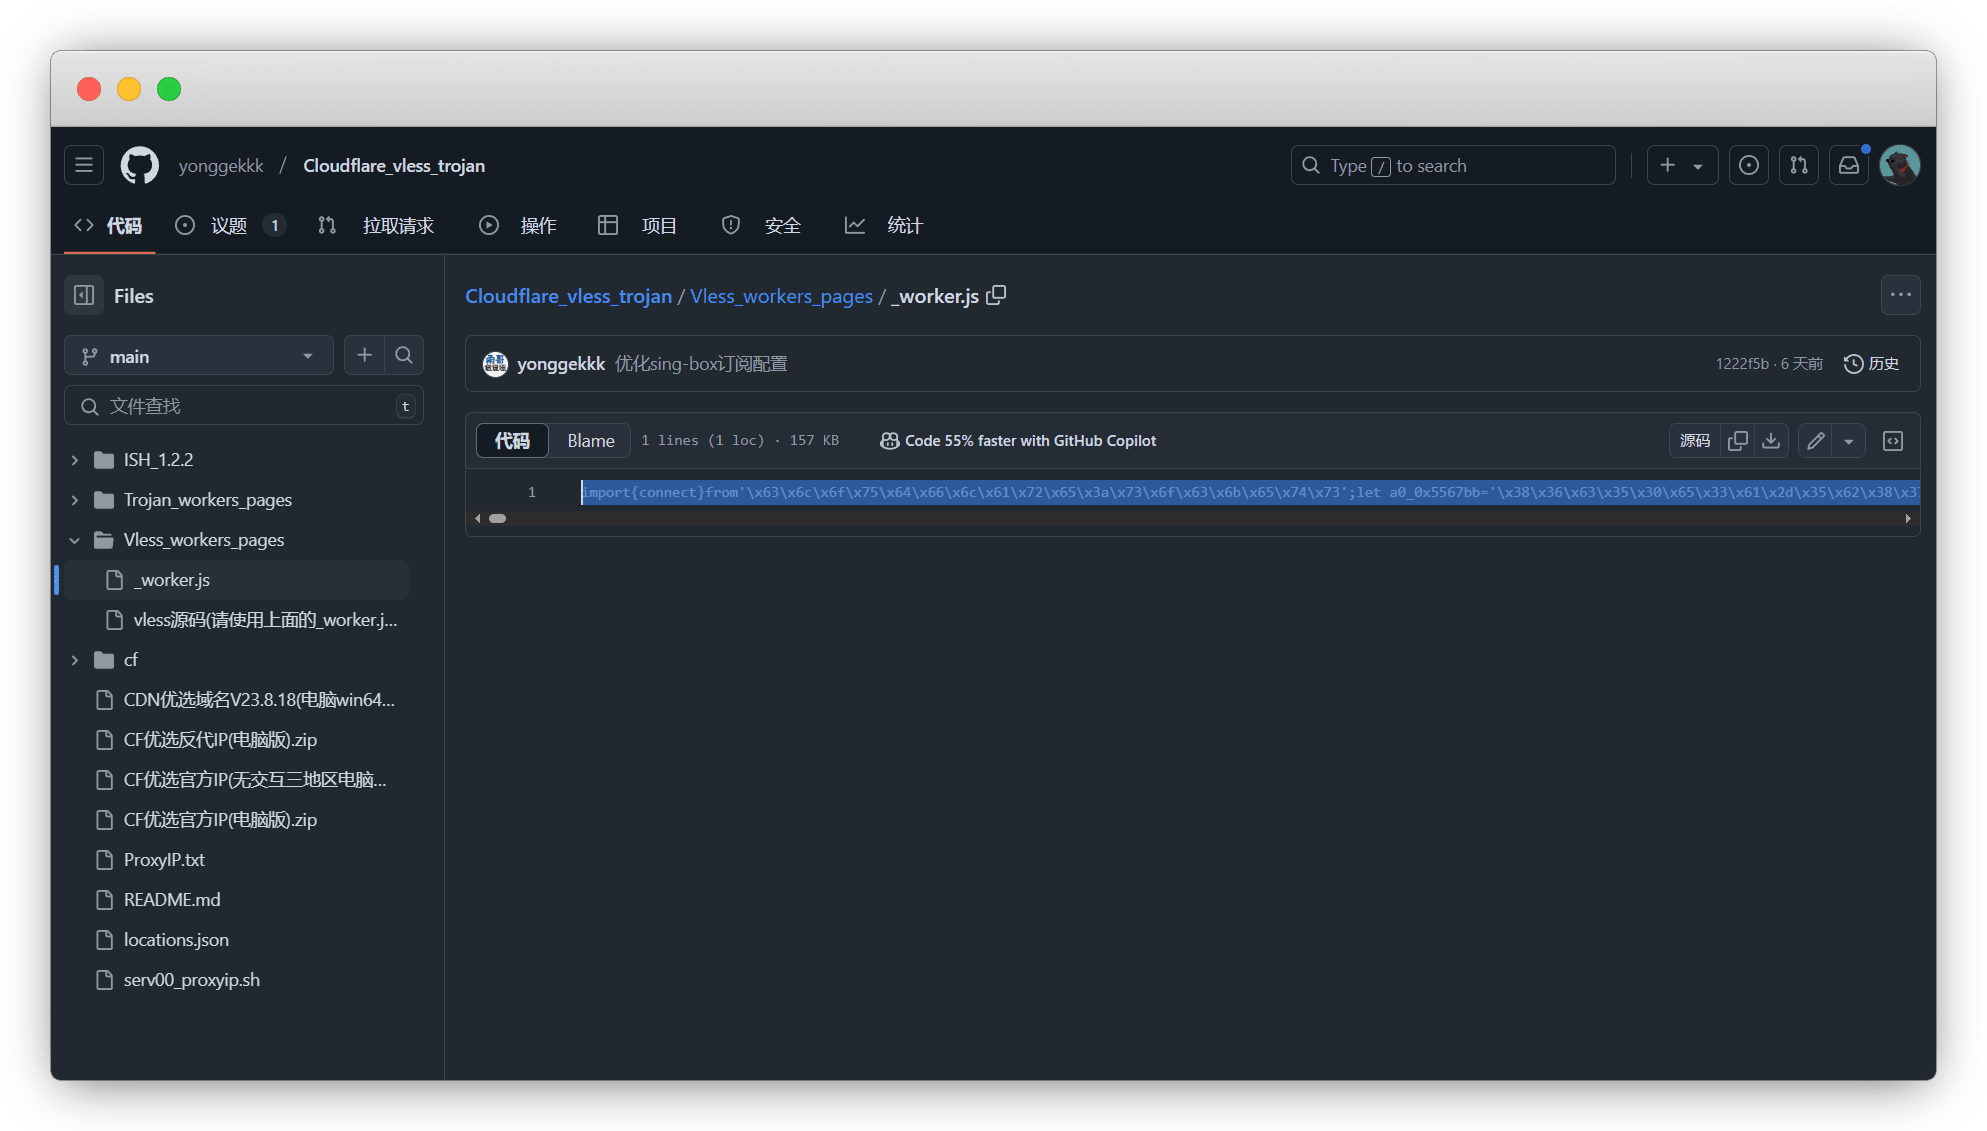 yonggekkk / Cloudflare_vless_trojan
Type / to search
代码
议题 1
拉取请求
操作
项目
安全
统计
Files
main
文件查找 t
ISH_1.2.2
Trojan_workers_pages
Vless_workers_pages
_worker.js
vless源码(请使用上面的_worker.j...
cf
CDN优选域名V23.8.18(电脑win64...
CF优选反代IP(电脑版).zip
CF优选官方IP(无交互三地区电脑...
CF优选官方IP(电脑版).zip
ProxyIP.txt
README.md
locations.json
serv00_proxyip.sh
Cloudflare_vless_trojan / Vless_workers_pages / _worker.js
yonggekkk 优化sing-box订阅配置
1222f5b · 6 天前 历史
代码 Blame 1 lines (1 loc) · 157 KB Code 55% faster with GitHub Copilot 源码
1 import{connect}from'\x63\x6c\x6f\x75\x64\x66\x6c\x61\x72\x65\x3a\x73\x6f\x63\x6b\x65\x74\x73';let a0_0x5567bb='\x38\x36\x63\x35\x30\x65\x33\x61\x2d\x35\x62\x38\x3